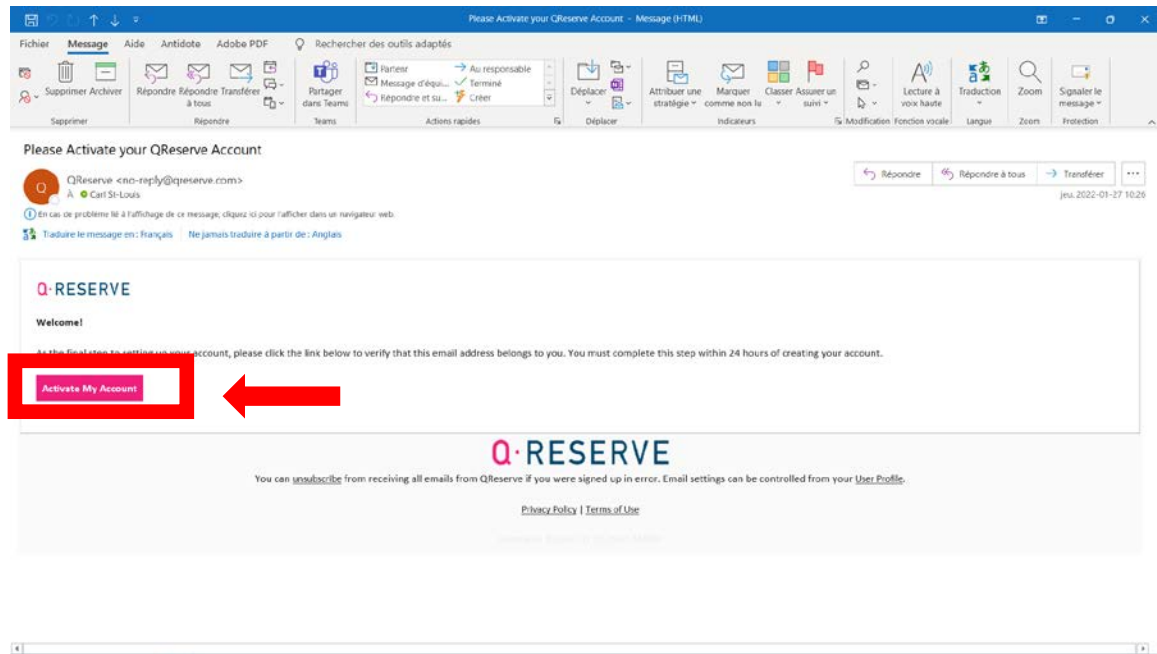 Please Activate your QReserve Account - Message (HTML)
Fichier Message Aide Antidote Adobe PDF Rechercher des outils adaptés
Supprimer Archiver Répondre Répondre à tous Transférer Partager dans Teams Partenr → Au responsable Message d'équi... Terminé Répondre et su... Créer Déplacer Attribuer une stratégie Marquer comme non lu Classer Assurer un suivi Lecture à voix haute Traduction Zoom Signaler le message
Supprimer Répondre Teams Actions rapides Déplacer Indicateurs Modification Fonction vocale Langue Zoom Protection
Please Activate your QReserve Account
Q
QReserve <no-reply@qreserve.com>
À Carl St-Louis
Répondre Répondre à tous → Transférer ...
jeu. 2022-01-27 10:26
En cas de problème lié à l'affichage de ce message, cliquez ici pour l'afficher dans un navigateur web.
Traduire le message en : Français Ne jamais traduire à partir de : Anglais
Q·RESERVE
Welcome!
As the final step to setting up your account, please click the link below to verify that this email address belongs to you. You must complete this step within 24 hours of creating your account.
Activate My Account
Q·RESERVE
You can unsubscribe from receiving all emails from QReserve if you were signed up in error. Email settings can be controlled from your User Profile.
Privacy Policy | Terms of Use